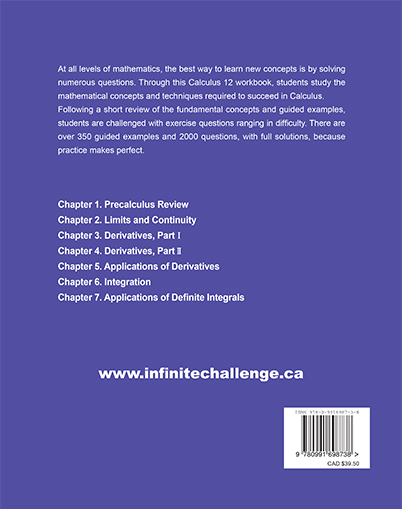 At all levels of mathematics, the best way to learn new concepts is by solving
numerous questions. Through this Calculus 12 workbook, students study the
mathematical concepts and techniques required to succeed in Calculus.
Following a short review of the fundamental concepts and guided examples,
students are challenged with exercise questions ranging in difficulty. There are
over 350 guided examples and 2000 questions, with full solutions, because
practice makes perfect.
Chapter 1. Precalculus Review
Chapter 2. Limits and Continuity
Chapter 3. Derivatives, Part Ⅰ
Chapter 4. Derivatives, Part Ⅱ
Chapter 5. Applications of Derivatives
Chapter 6. Integration
Chapter 7. Applications of Definite Integrals
www.infinitechallenge.ca
ISBN 978-0-9916987-3-8
9 780991 698738 >
CAD $39.50